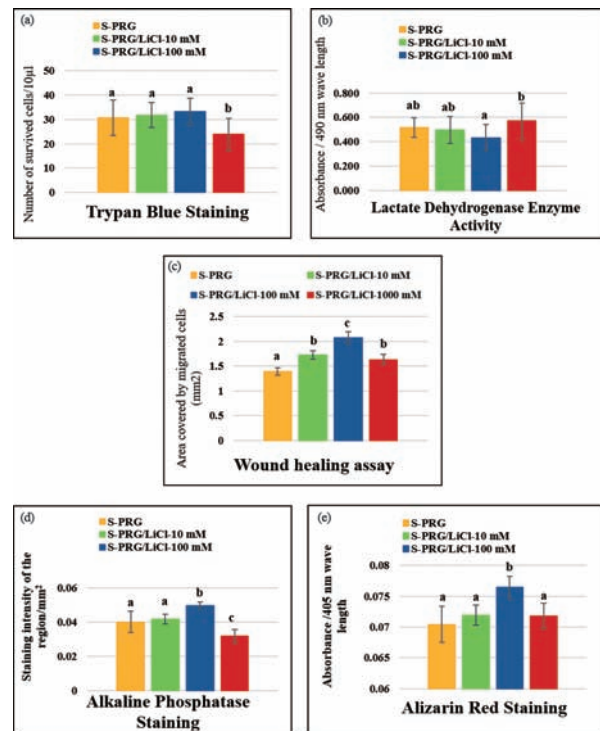 (a)
S-PRG
S-PRG/LiCl-10 mM
S-PRG/LiCl-100 mM
Number of survived cells/10µl
50
40
30
20
10
0
a
a
a
b
Trypan Blue Staining
(b)
S-PRG
S-PRG/LiCl-10 mM
S-PRG/LiCl-100 mM
Absorbance / 490 nm wave length
0.800
0.600
0.400
0.200
0.000
ab
ab
a
b
Lactate Dehydrogenase Enzyme
Activity
(c)
S-PRG
S-PRG/LiCl-10 mM
S-PRG/LiCl-100 mM
S-PRG/LiCl-1000 mM
Area covered by migrated cells
(mm2)
2.5
2
1.5
1
0.5
0
a
b
c
b
Wound healing assay
(d)
S-PRG
S-PRG/LiCl-10 mM
S-PRG/LiCl-100 mM
Staining intensity of the
region/mm²
0.06
0.04
0.02
0
a
a
b
c
Alkaline Phosphatase
Staining
(e)
S-PRG
S-PRG/LiCl-10 mM
S-PRG/LiCl-100 mM
Absorbance /405 nm wave
length
0.08
0.075
0.07
0.065
0.06
a
a
b
a
Alizarin Red Staining